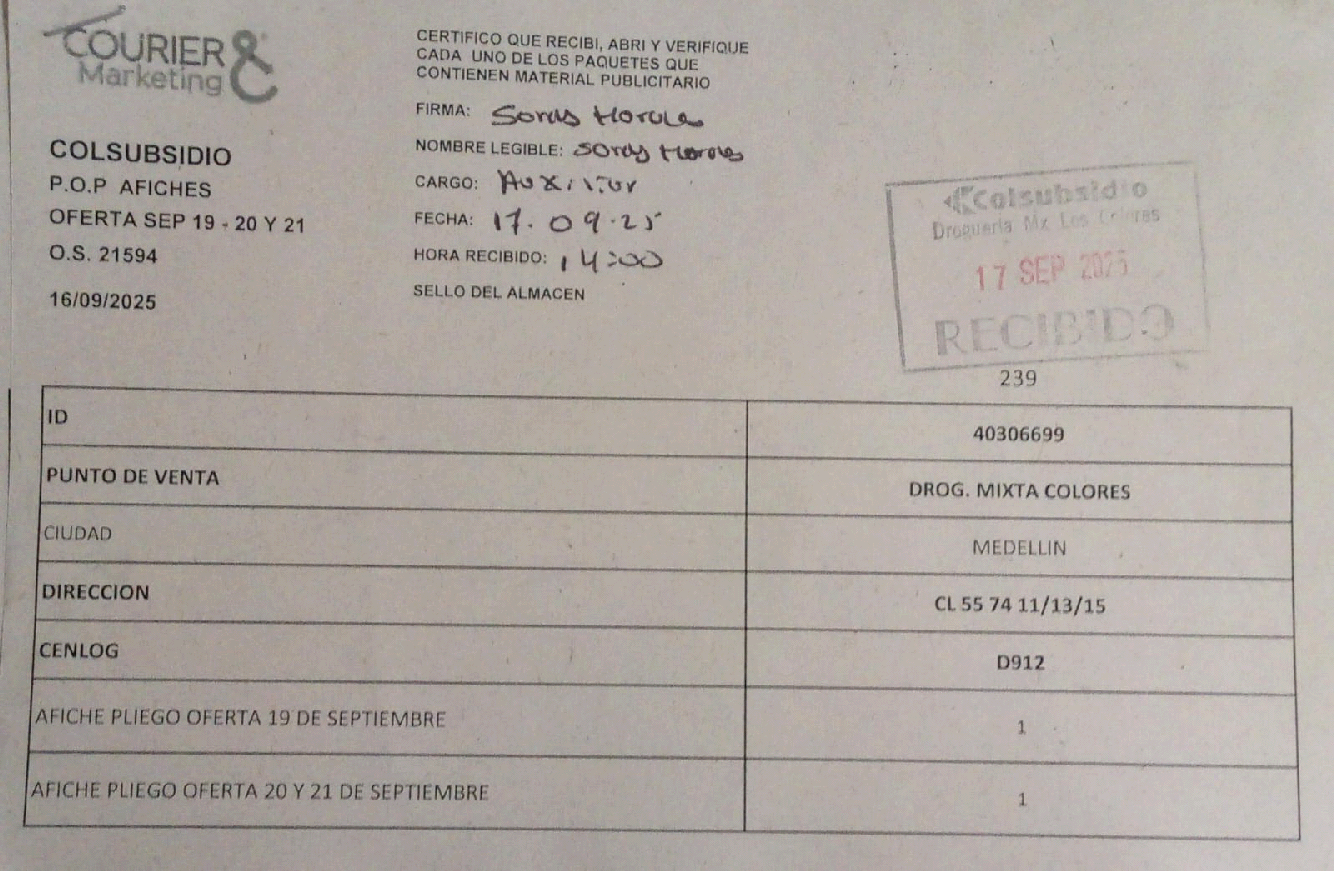 COURIER &
Marketing
COLSUBSIDIO
P.O.P AFICHES
OFERTA SEP 19 - 20 Y 21
O.S. 21594
16/09/2025
CERTIFICO QUE RECIBI, ABRI Y VERIFIQUE
CADA UNO DE LOS PAQUETES QUE
CONTIENEN MATERIAL PUBLICITARIO
FIRMA:
NOMBRE LEGIBLE:
CARGO: Auxiliar
FECHA: 17.09.25
HORA RECIBIDO: 14:00
SELLO DEL ALMACEN
Colsubsidio
Droguería Mx Los Colores
17 SEP 2025
RECIBIDO
239
ID 40306699
PUNTO DE VENTA DROG. MIXTA COLORES
CIUDAD MEDELLIN
DIRECCION CL 55 74 11/13/15
CENLOG D912
AFICHE PLIEGO OFERTA 19 DE SEPTIEMBRE 1
AFICHE PLIEGO OFERTA 20 Y 21 DE SEPTIEMBRE 1